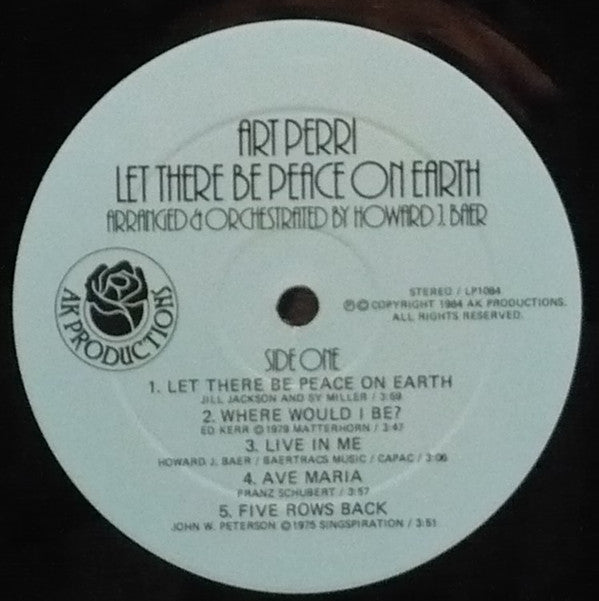 ART PERRI
LET THERE BE PEACE ON EARTH
ARRANGED & ORCHESTRATED BY HOWARD J. BAER
AK PRODUCTIONS
STEREO / LP1084
℗ © COPYRIGHT 1984 AK PRODUCTIONS.
ALL RIGHTS RESERVED.
SIDE ONE
1. LET THERE BE PEACE ON EARTH
JILL JACKSON AND SY MILLER / 3:59
2. WHERE WOULD I BE?
ED KERR © 1979 MATTERHORN / 3:47
3. LIVE IN ME
HOWARD J. BAER / BAERTRACS MUSIC / CAPAC / 3:06
4. AVE MARIA
FRANZ SCHUBERT / 3:57
5. FIVE ROWS BACK
JOHN W. PETERSON © 1975 SINGSPIRATION / 3:51